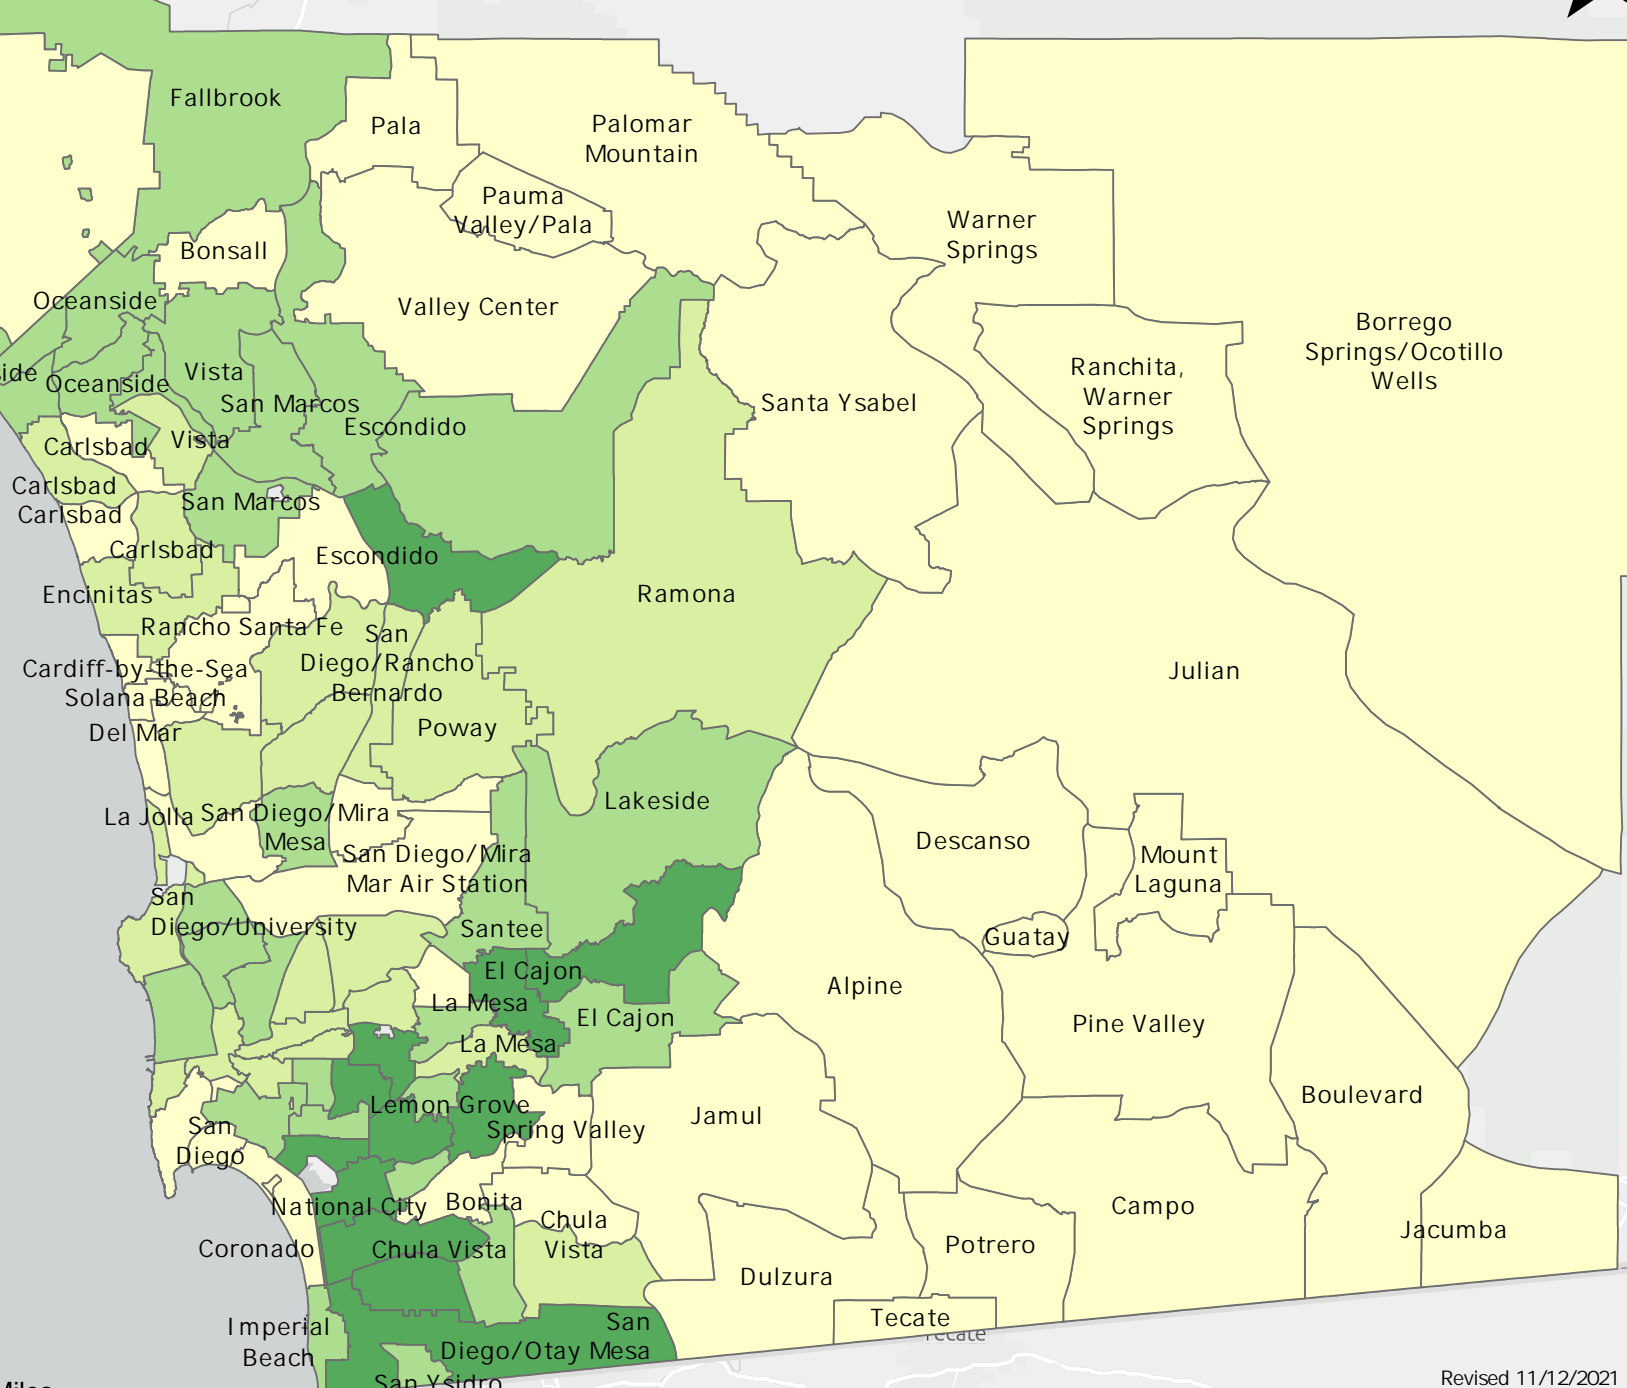 Fallbrook
Pala
Palomar
Mountain
Pauma
Valley/Pala
Warner
Springs
Bonsall
Oceanside
Valley Center
Borrego
Springs/Ocotillo
Wells
Ranchita,
Warner
Springs
side
Oceanside
Vista
San Marcos
Santa Ysabel
Escondido
Carlsbad
Vista
Carlsbad
San Marcos
Carlsbad
Carlsbad
Escondido
Encinitas
Ramona
Rancho Santa Fe
San
Diego/Rancho
Bernardo
Cardiff-by-the-Sea
Solana Beach
Julian
Del Mar
Poway
La Jolla
San Diego/Mira
Mesa
Lakeside
Descanso
San Diego/Mira
Mar Air Station
Mount
Laguna
San
Diego/University
Santee
Guatay
El Cajon
La Mesa
El Cajon
Alpine
Pine Valley
La Mesa
Lemon Grove
Spring Valley
Jamul
Boulevard
San
Diego
National City
Bonita
Chula
Vista
Campo
Jacumba
Coronado
Chula Vista
Potrero
Dulzura
Imperial
Beach
San
Diego/Otay Mesa
Tecate
Tecate
San Ysidro
Miles
Revised 11/12/2021